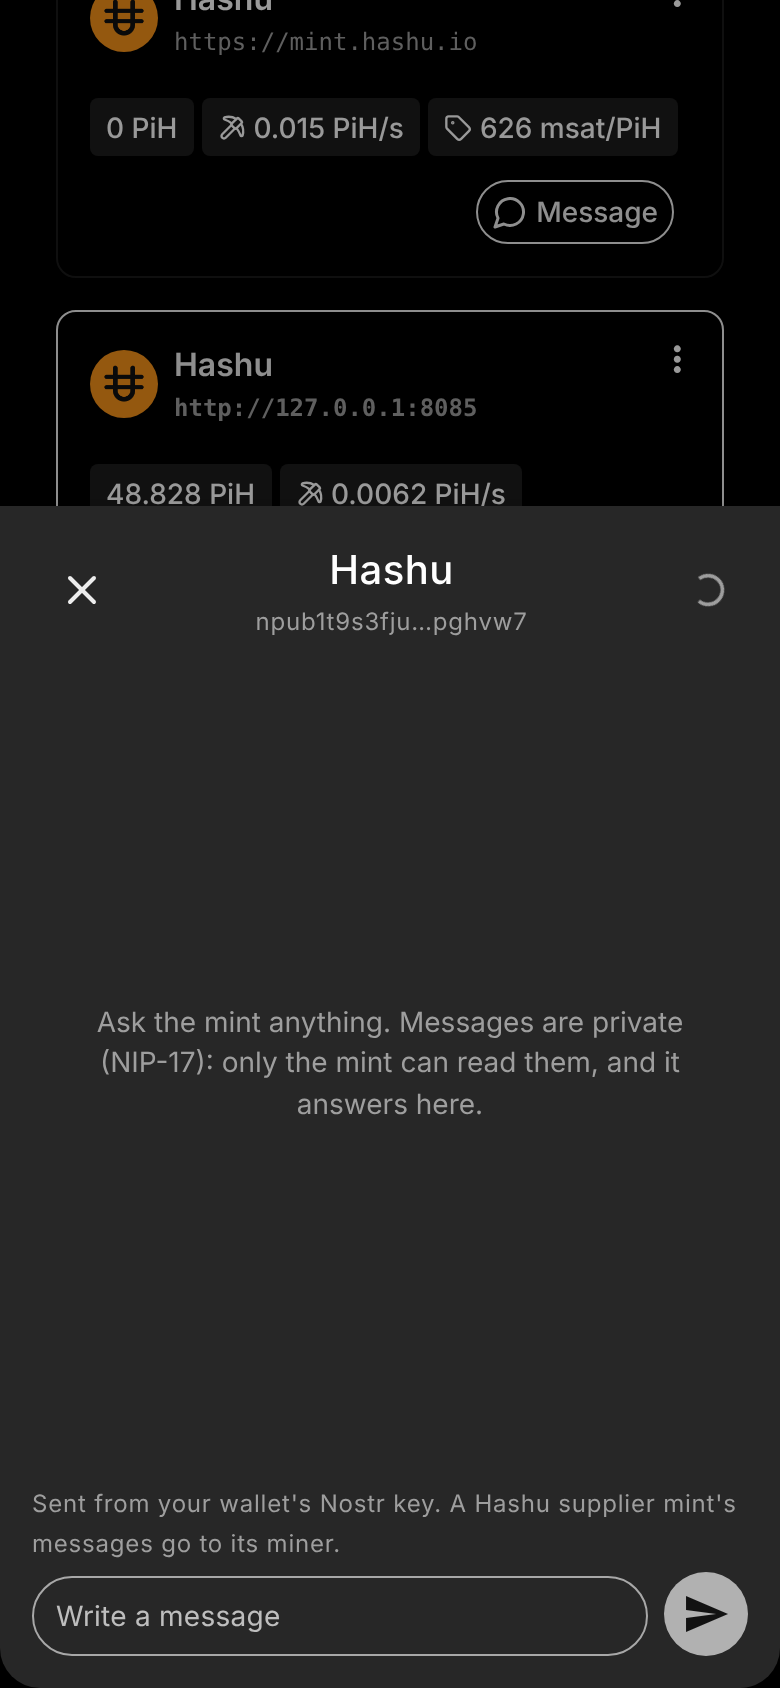 Hashu
https://mint.hashu.io
0 PiH
0.015 PiH/s
626 msat/PiH
Message
Hashu
http://127.0.0.1:8085
48.828 PiH
0.0062 PiH/s
Hashu
npub1t9s3fju...pghvw7
Ask the mint anything. Messages are private
(NIP-17): only the mint can read them, and it
answers here.
Sent from your wallet's Nostr key. A Hashu supplier mint's
messages go to its miner.
Write a message